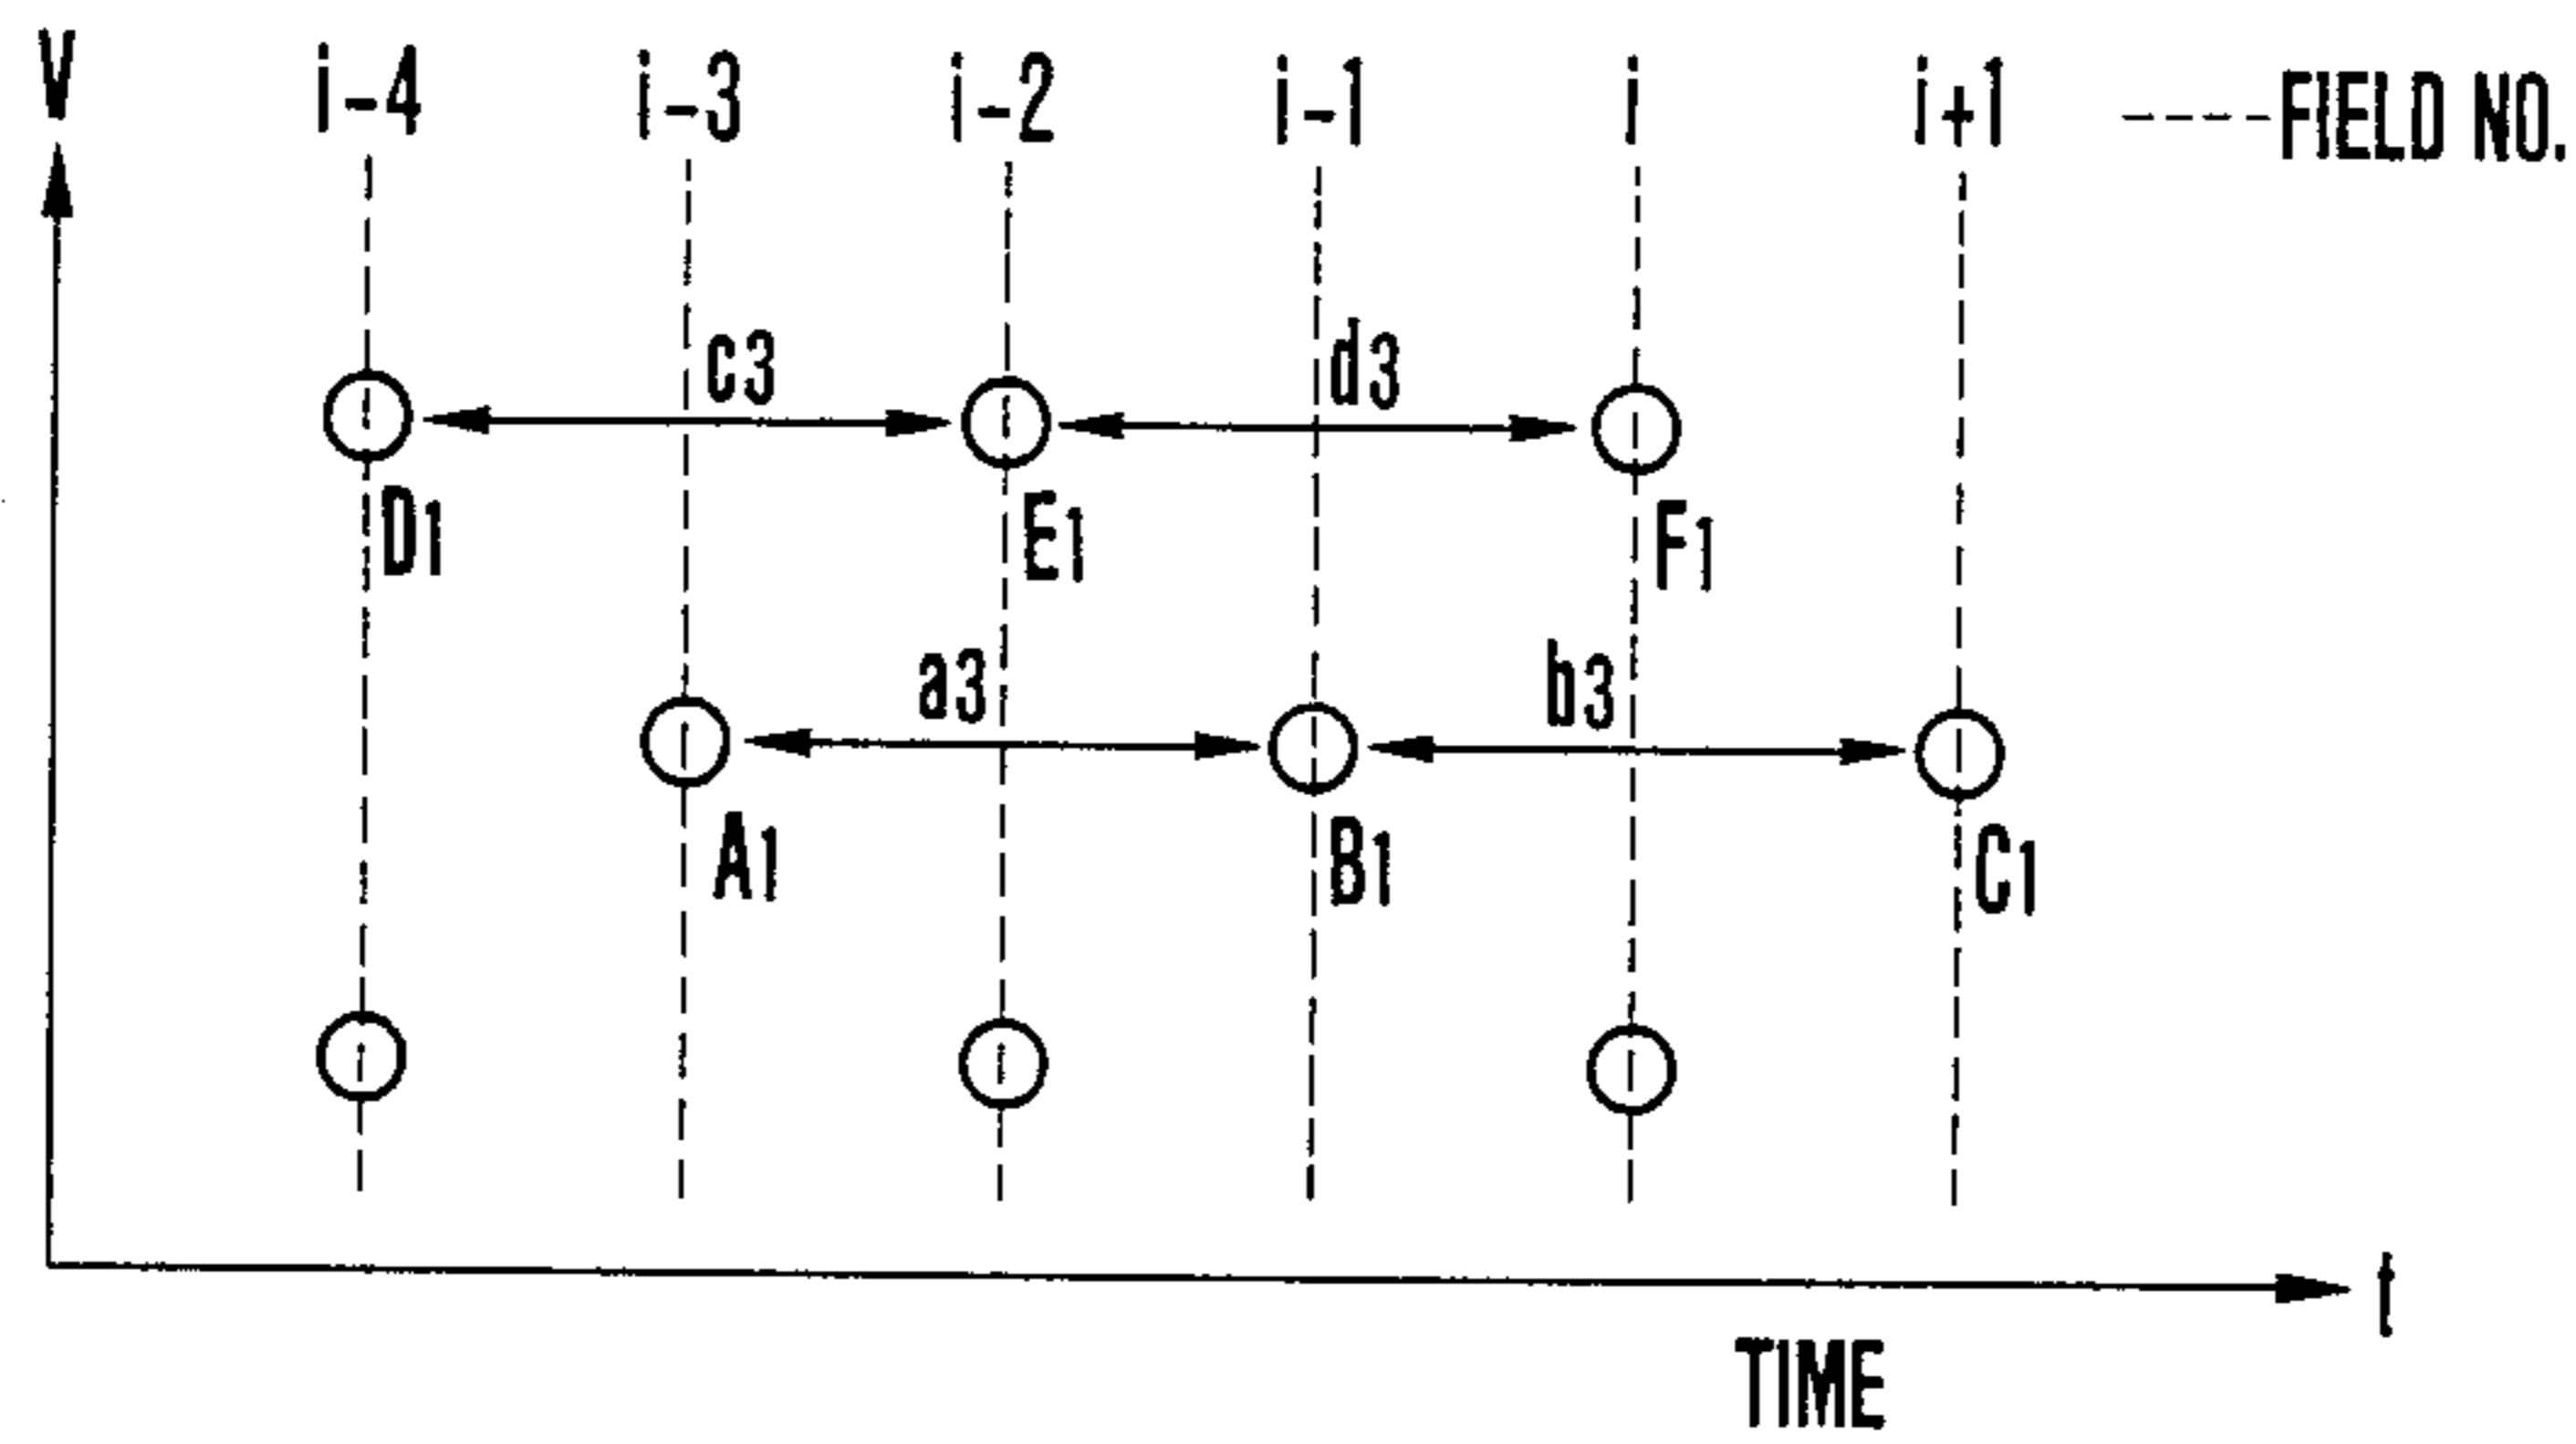 V i-4 i-3 i-2 i-1 i i+1 ----FIELD NO.
c3 d3
D1 E1 F1
a3 b3
A1 B1 C1
t
TIME